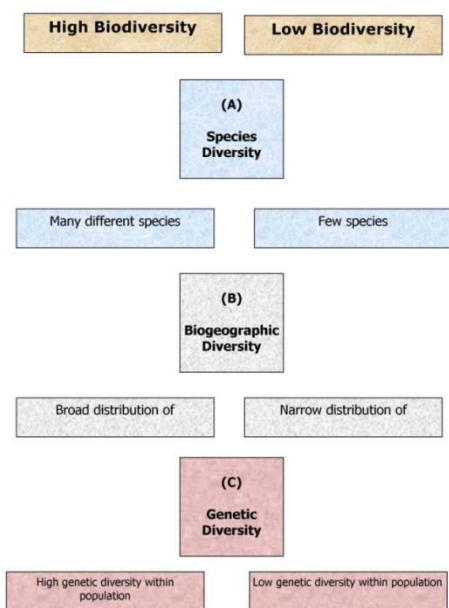 High Biodiversity
Low Biodiversity
(A)
Species
Diversity
Many different species
Few species
(B)
Biogeographic
Diversity
Broad distribution of
Narrow distribution of
(C)
Genetic
Diversity
High genetic diversity within
population
Low genetic diversity within population